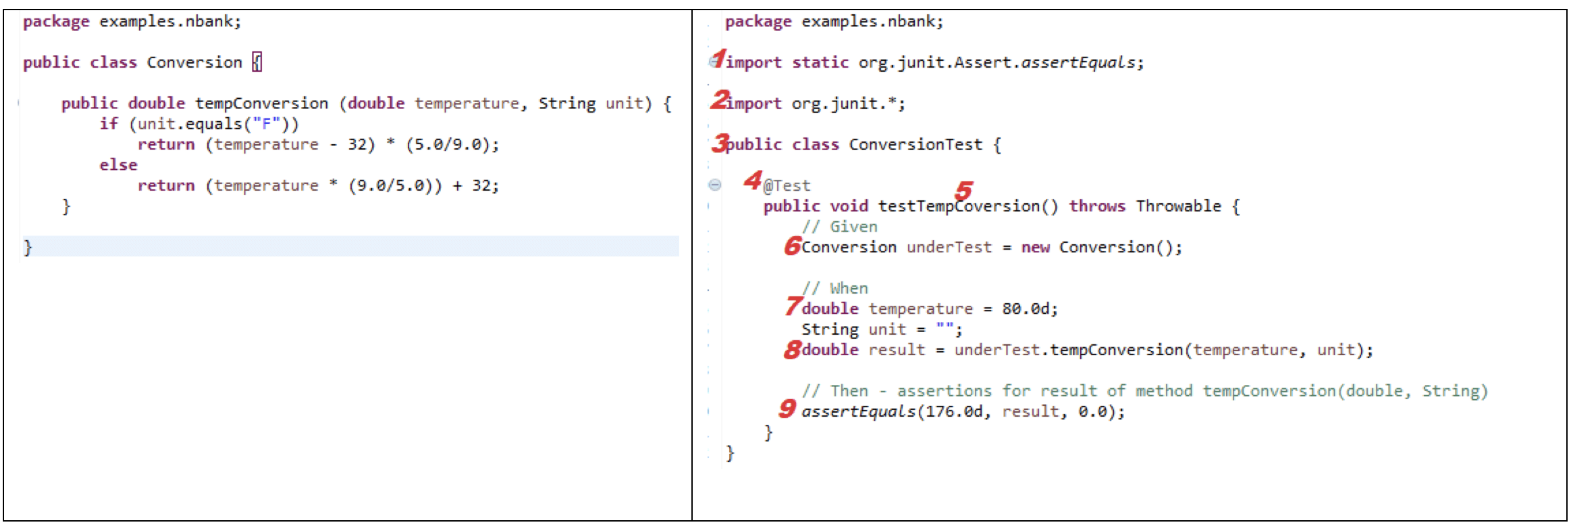 package examples.nbank;
public class Conversion {
public double tempConversion (double temperature, String unit) {
if (unit.equals("F"))
return (temperature - 32) * (5.0/9.0);
else
return (temperature * (9.0/5.0)) + 32;
}
}
package examples.nbank;
1 import static org.junit.Assert.assertEquals;
2 import org.junit.*;
3 public class ConversionTest {
4 @Test
5
public void testTempCoversion() throws Throwable {
// Given
6 Conversion underTest = new Conversion();
// When
7 double temperature = 80.0d;
String unit = "";
8 double result = underTest.tempConversion(temperature, unit);
// Then - assertions for result of method tempConversion(double, String)
9 assertEquals(176.0d, result, 0.0);
}
}